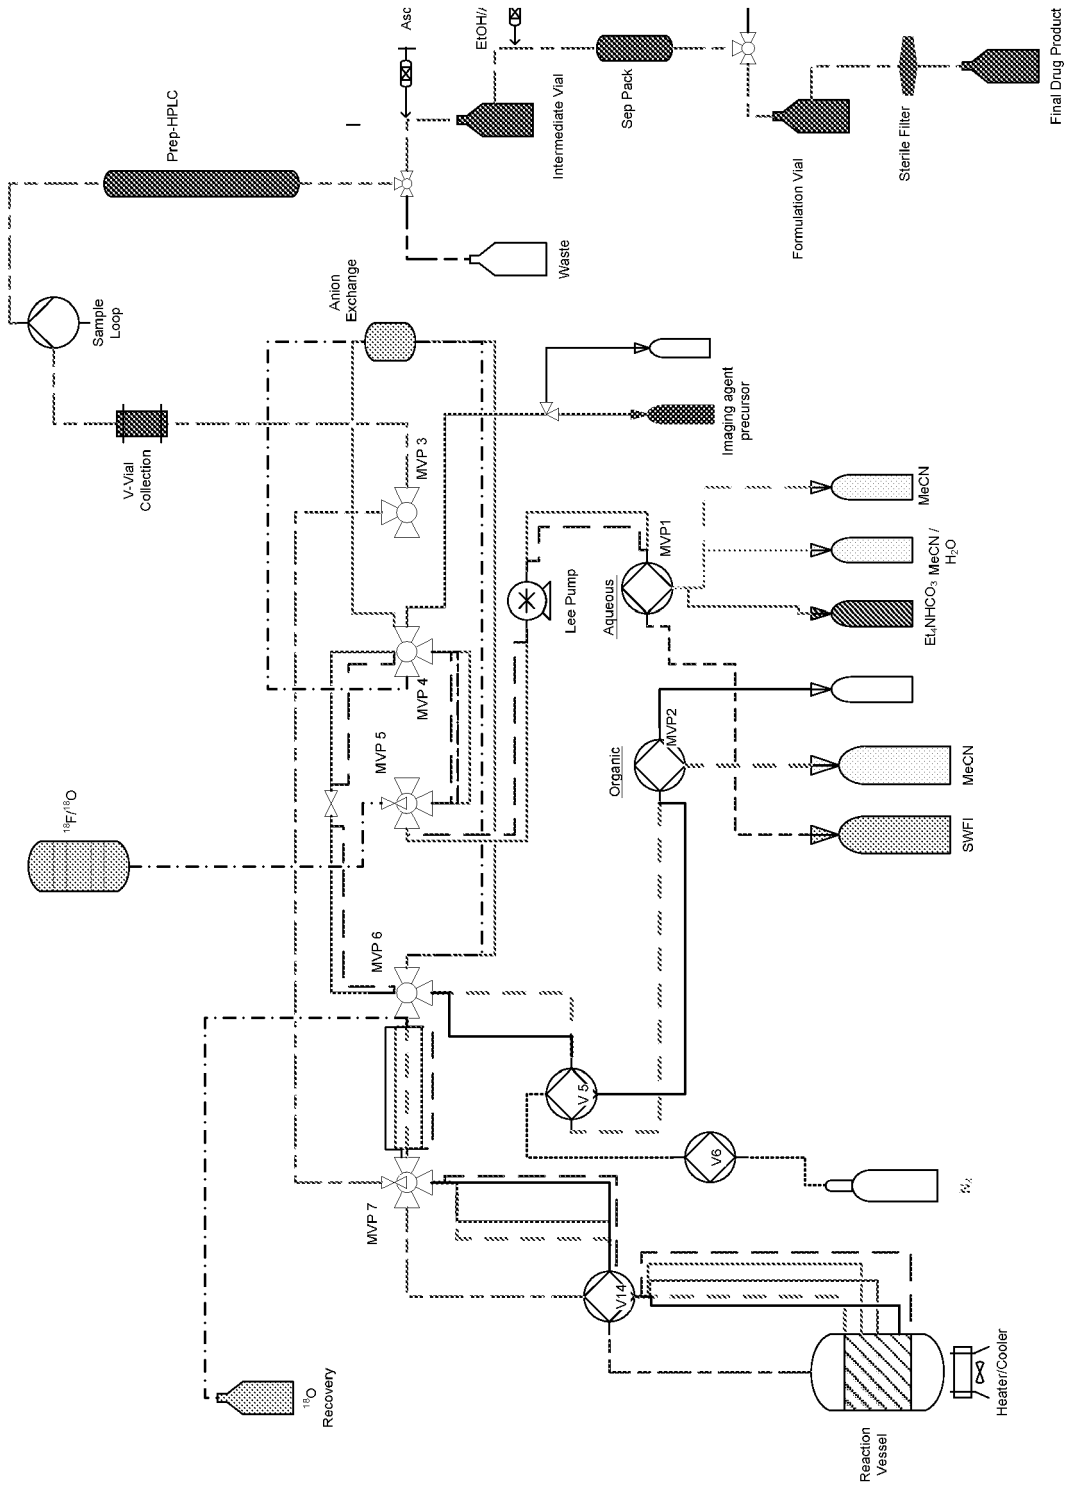 Asc
EtOH/
Prep-HPLC
Intermediate Vial
Sep Pack
Formulation Vial
Sterile Filter
Final Drug Product
Waste
Sample
Loop
Anion
Exchange
V-Vial
Collection
MVP 3
Imaging agent
precursor
MeCN
MeCN /
H₂O
Et₄NHCO₃
MVP1
Aqueous
Lee Pump
MVP 4
MVP 5
MVP2
Organic
MeCN
SWFI
¹⁸F/¹⁸O
MVP 6
V 5
V6
MVP 7
V14
¹⁸O
Recovery
Heater/Cooler
Reaction
Vessel